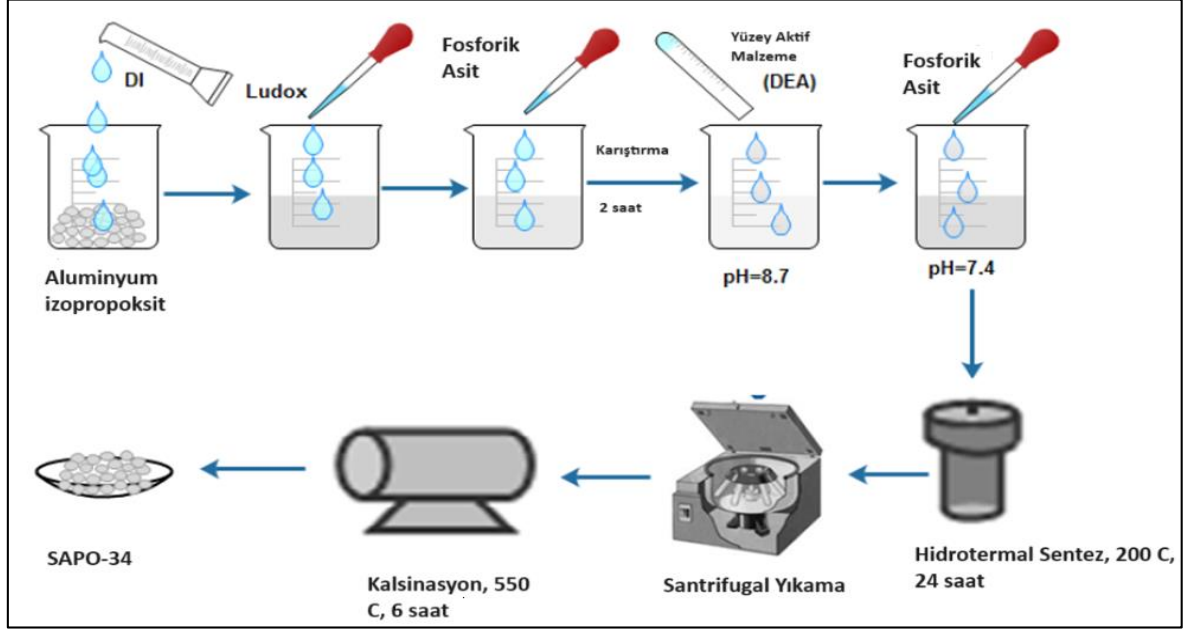 DI
Aluminyum
izopropoksit
Ludox
Fosforik
Asit
Karıştırma
2 saat
Yüzey Aktif
Malzeme
(DEA)
pH=8.7
Fosforik
Asit
pH=7.4
Hidrotermal Sentez, 200 C,
24 saat
Santrifugal Yıkama
Kalsinasyon, 550
C, 6 saat
SAPO-34